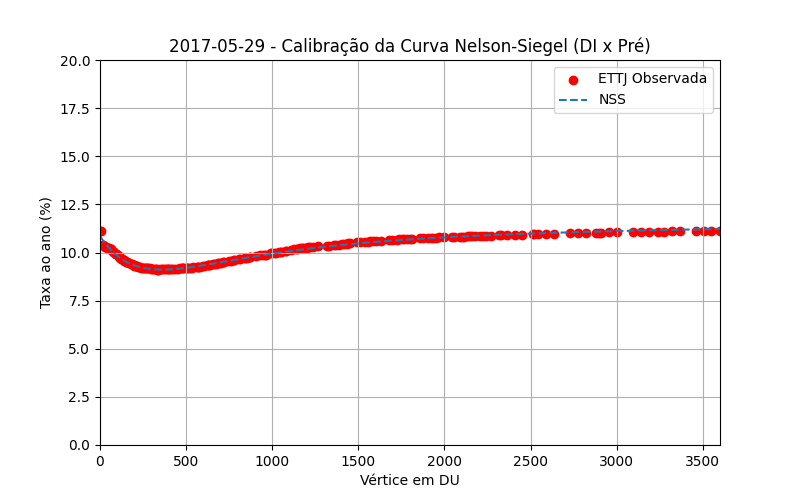 2017-05-29 - Calibração da Curva Nelson-Siegel (DI x Pré)
ETTJ Observada
NSS
Taxa ao ano (%)
20.0
17.5
15.0
12.5
10.0
7.5
5.0
2.5
0.0
0 500 1000 1500 2000 2500 3000 3500
Vértice em DU